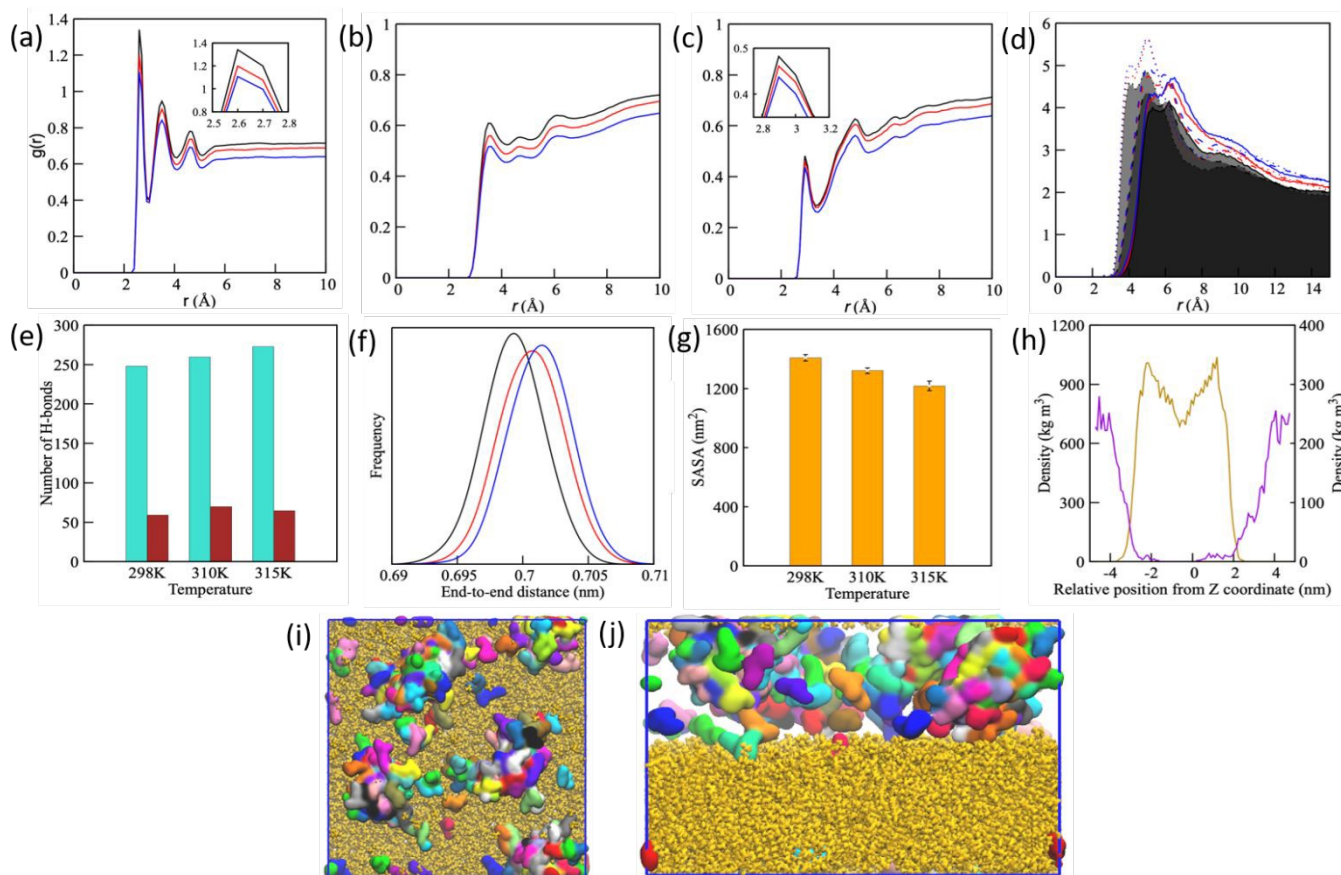 (a)
1.4
1.2
1
0.8
0.6
0.4
0.2
0
g(r)
1.4
1.2
1
0.8
2.5 2.6 2.7 2.8
0 2 4 6 8 10
r (Å)
(b)
1
0.8
0.6
0.4
0.2
0
0 2 4 6 8 10
r (Å)
(c)
1
0.8
0.6
0.4
0.2
0
0.5
0.4
2.8 3 3.2
0 2 4 6 8 10
r (Å)
(d)
6
5
4
3
2
1
0
0 2 4 6 8 10 12 14
r (Å)
(e)
300
250
200
150
100
50
0
Number of H-bonds
298K 310K 315K
Temperature
(f)
Frequency
0.69 0.695 0.7 0.705 0.71
End-to-end distance (nm)
(g)
1600
1200
800
400
0
SASA (nm²)
298K 310K 315K
Temperature
(h)
1200
900
600
300
0
Density (kg m³)
400
300
200
100
0
Density (kg m³)
-4 -2 0 2 4
Relative position from Z coordinate (nm)
(i)
(j)